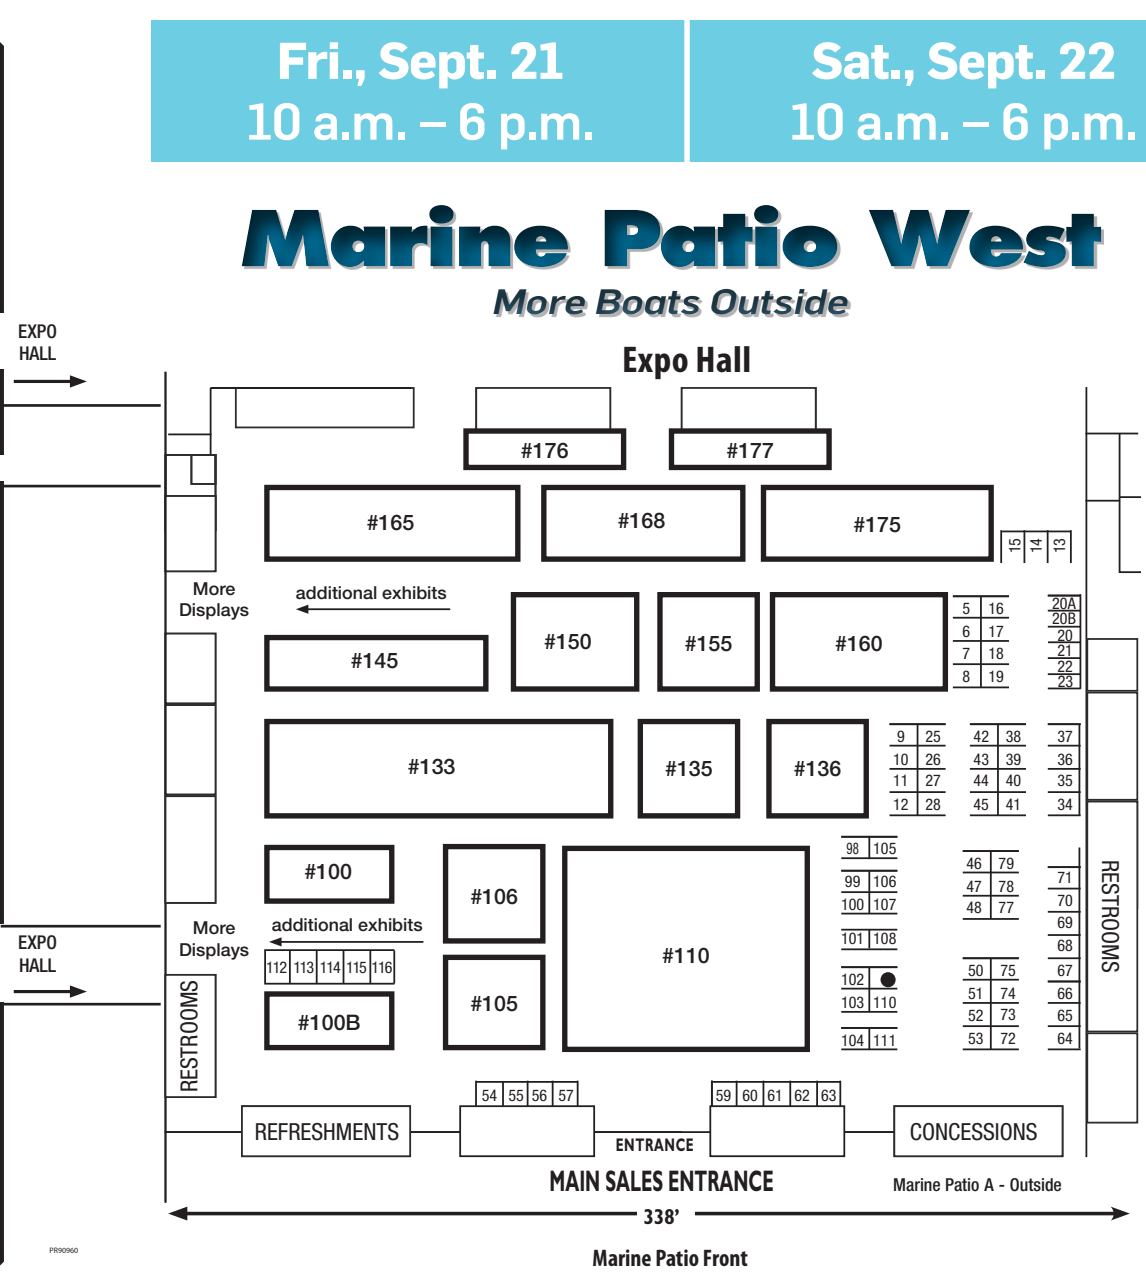 Fri., Sept. 21
10 a.m. – 6 p.m.
Sat., Sept. 22
10 a.m. – 6 p.m.
Marine Patio West
More Boats Outside
Expo Hall
EXPO
HALL
#176
#177
#165
#168
#175
15 14 13
More
Displays
additional exhibits
#145
#150
#155
#160
5 16
6 17
7 18
8 19
20A
20B
20
21
22
23
#133
#135
#136
9 25
10 26
11 27
12 28
42 38
43 39
44 40
45 41
37
36
35
34
#100
#106
#110
98 105
99 106
100 107
101 108
102
103 110
104 111
46 79
47 78
48 77
50 75
51 74
52 73
53 72
71
70
69
68
67
66
65
64
RESTROOMS
EXPO
HALL
More
Displays
additional exhibits
112 113 114 115 116
#100B
#105
RESTROOMS
54 55 56 57
59 60 61 62 63
REFRESHMENTS
ENTRANCE
CONCESSIONS
MAIN SALES ENTRANCE
Marine Patio A - Outside
338’
PR90960
Marine Patio Front